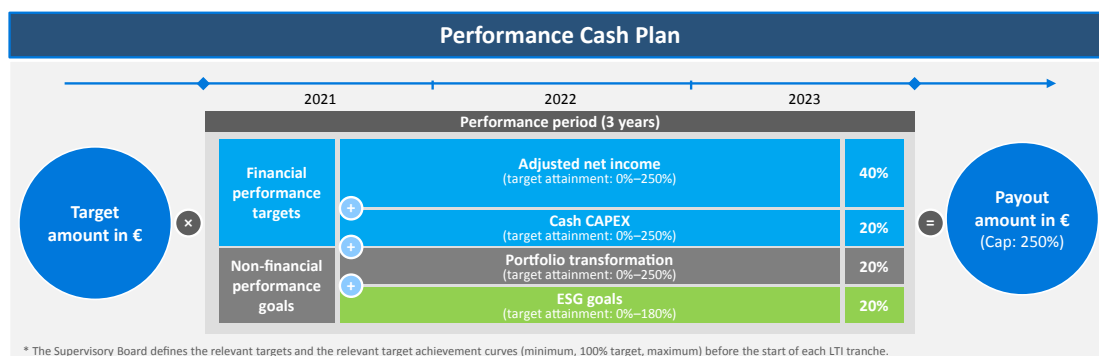 Performance Cash Plan
2021
2022
2023
Performance period (3 years)
Target
amount in €
×
Financial
performance
targets
Adjusted net income
(target attainment: 0%–250%)
40%
+
Cash CAPEX
(target attainment: 0%–250%)
20%
+
Non-financial
performance
goals
Portfolio transformation
(target attainment: 0%–250%)
20%
+
ESG goals
(target attainment: 0%–180%)
20%
=
Payout
amount in €
(Cap: 250%)
* The Supervisory Board defines the relevant targets and the relevant target achievement curves (minimum, 100% target, maximum) before the start of each LTI tranche.